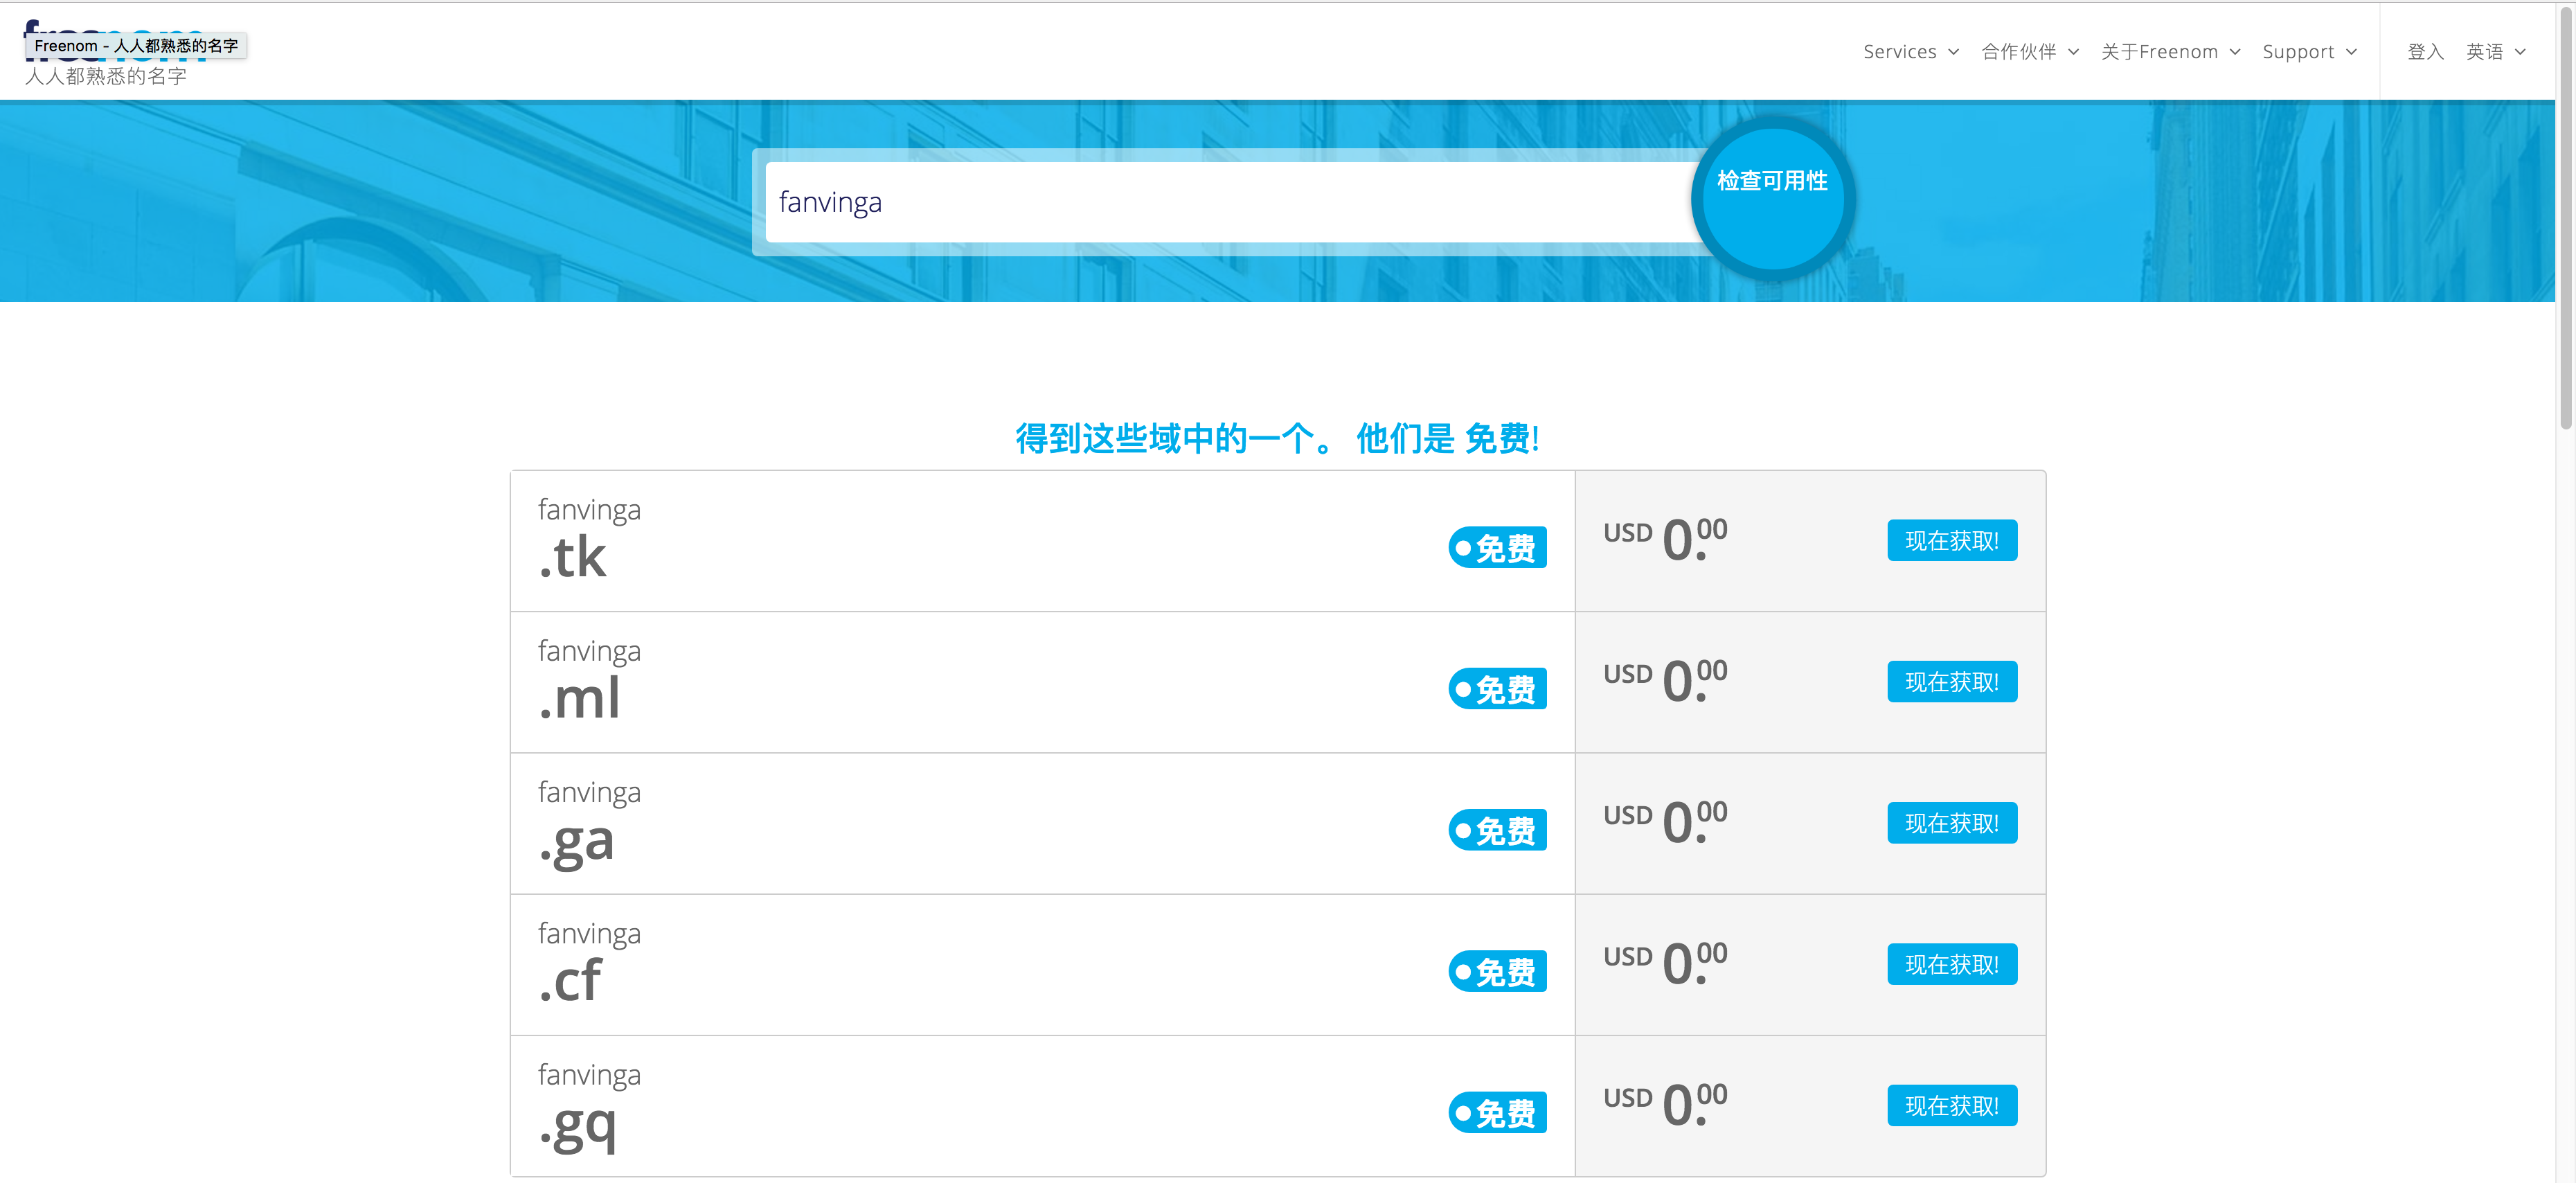 Freenom - 人人都熟悉的名字
人人都熟悉的名字
Services 合作伙伴 关于Freenom Support 登入 英语
fanvinga
检查可用性
得到这些域中的一个。 他们是 免费!
fanvinga
.tk
免费
USD 0.00
现在获取!
fanvinga
.ml
免费
USD 0.00
现在获取!
fanvinga
.ga
免费
USD 0.00
现在获取!
fanvinga
.cf
免费
USD 0.00
现在获取!
fanvinga
.gq
免费
USD 0.00
现在获取!